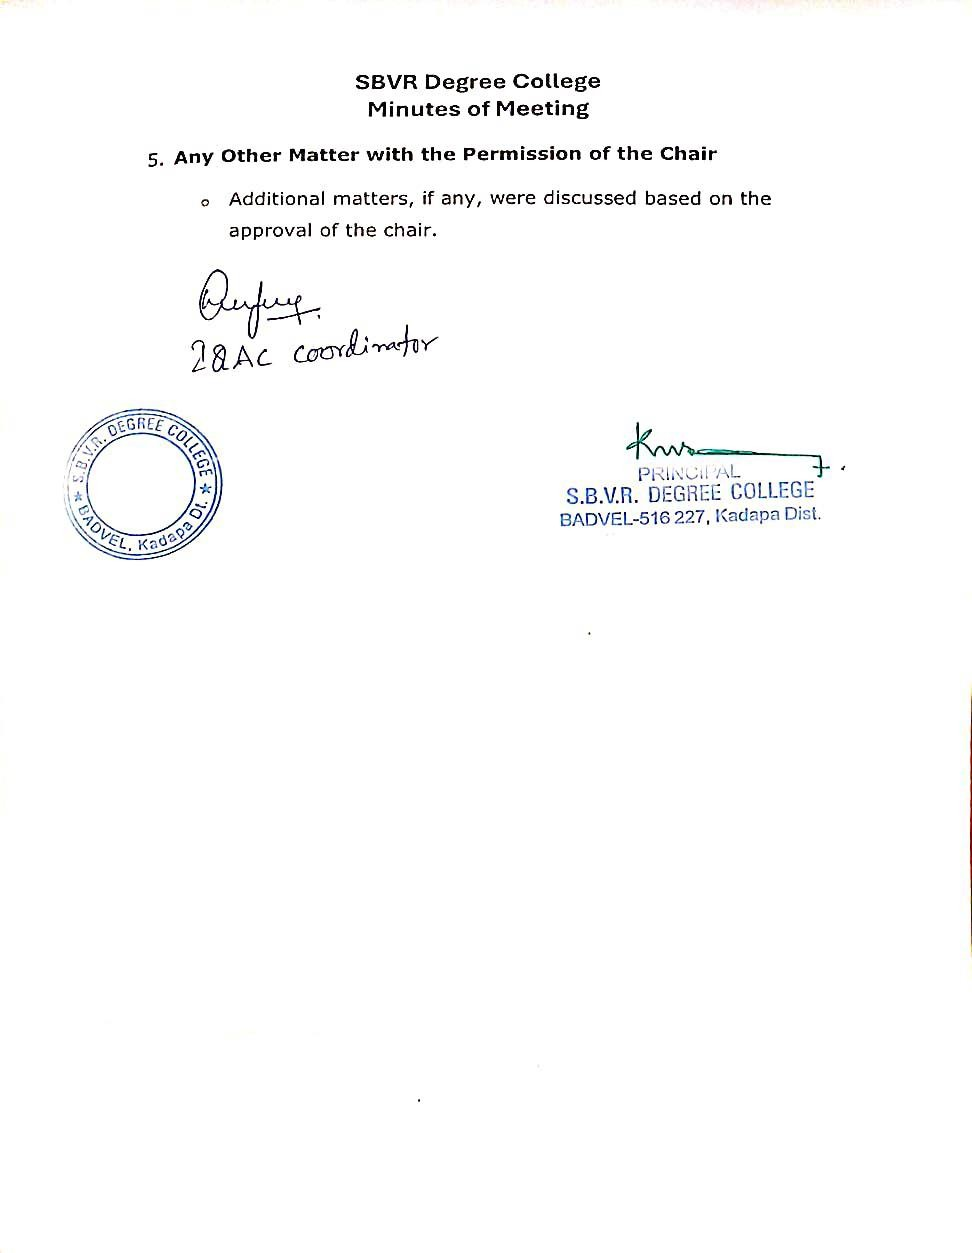 SBVR Degree College
Minutes of Meeting
5. Any Other Matter with the Permission of the Chair
o Additional matters, if any, were discussed based on the
approval of the chair.
IQAC coordinator
S.B.V.R. DEGREE COLLEGE
★ BADVEL, Kadapa Dt. ★
PRINCIPAL
S.B.V.R. DEGREE COLLEGE
BADVEL-516 227, Kadapa Dist.